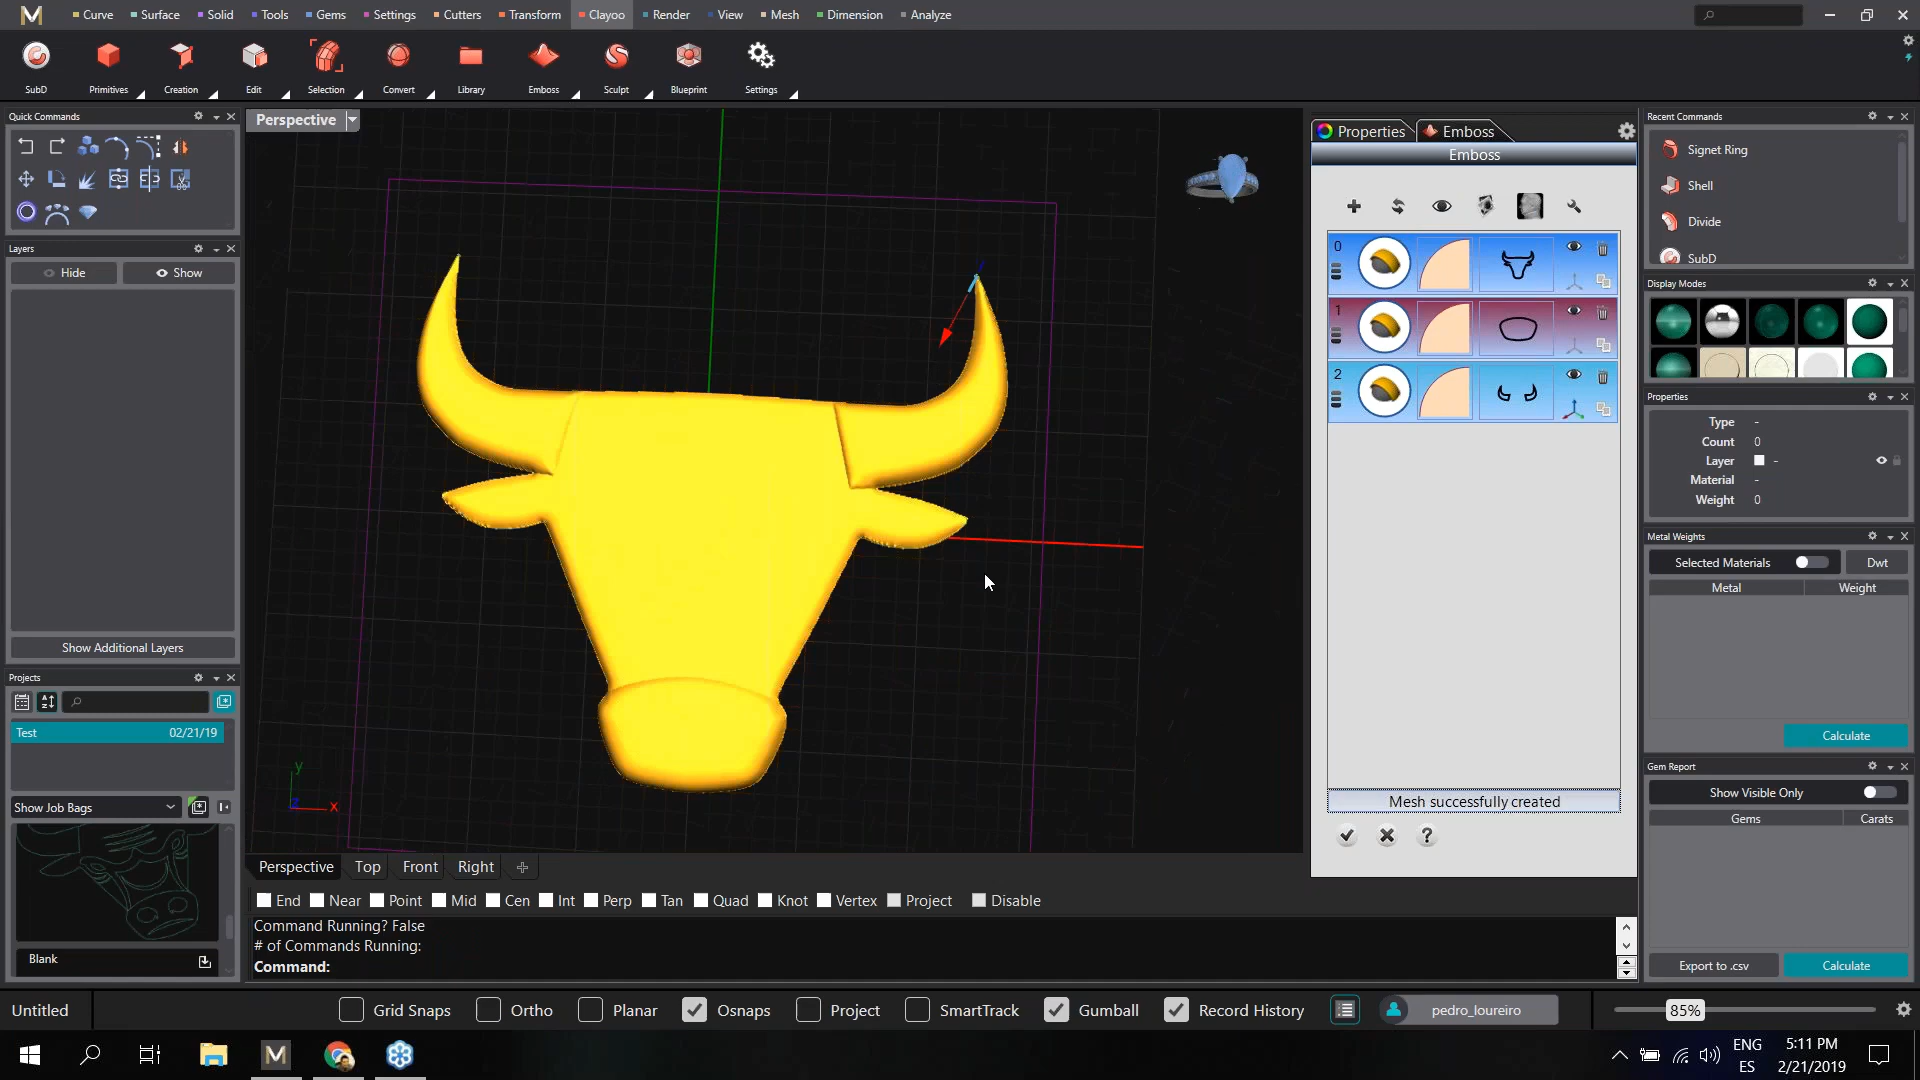 Curve Surface Solid Tools Gems Settings Cutters Transform Clayoo Render View Mesh Dimension Analyze
SubD Primitives Creation Edit Selection Convert Library Emboss Sculpt Blueprint Settings
Quick Commands
Layers
Hide Show
Show Additional Layers
Projects
Test 02/21/19
Show Job Bags
Blank
Perspective
y
x
Perspective Top Front Right
End Near Point Mid Cen Int Perp Tan Quad Knot Vertex Project Disable
Command Running? False
# of Commands Running:
Command:
Properties Emboss
Emboss
0
1
2
Mesh successfully created
Recent Commands
Signet Ring
Shell
Divide
SubD
Display Modes
Properties
Type -
Count 0
Layer -
Material -
Weight 0
Metal Weights
Selected Materials Dwt
Metal Weight
Calculate
Gem Report
Show Visible Only
Gems Carats
Export to .csv Calculate
Untitled Grid Snaps Ortho Planar Osnaps Project SmartTrack Gumball Record History pedro_loureiro 85%
ENG
ES
5:11 PM
2/21/2019